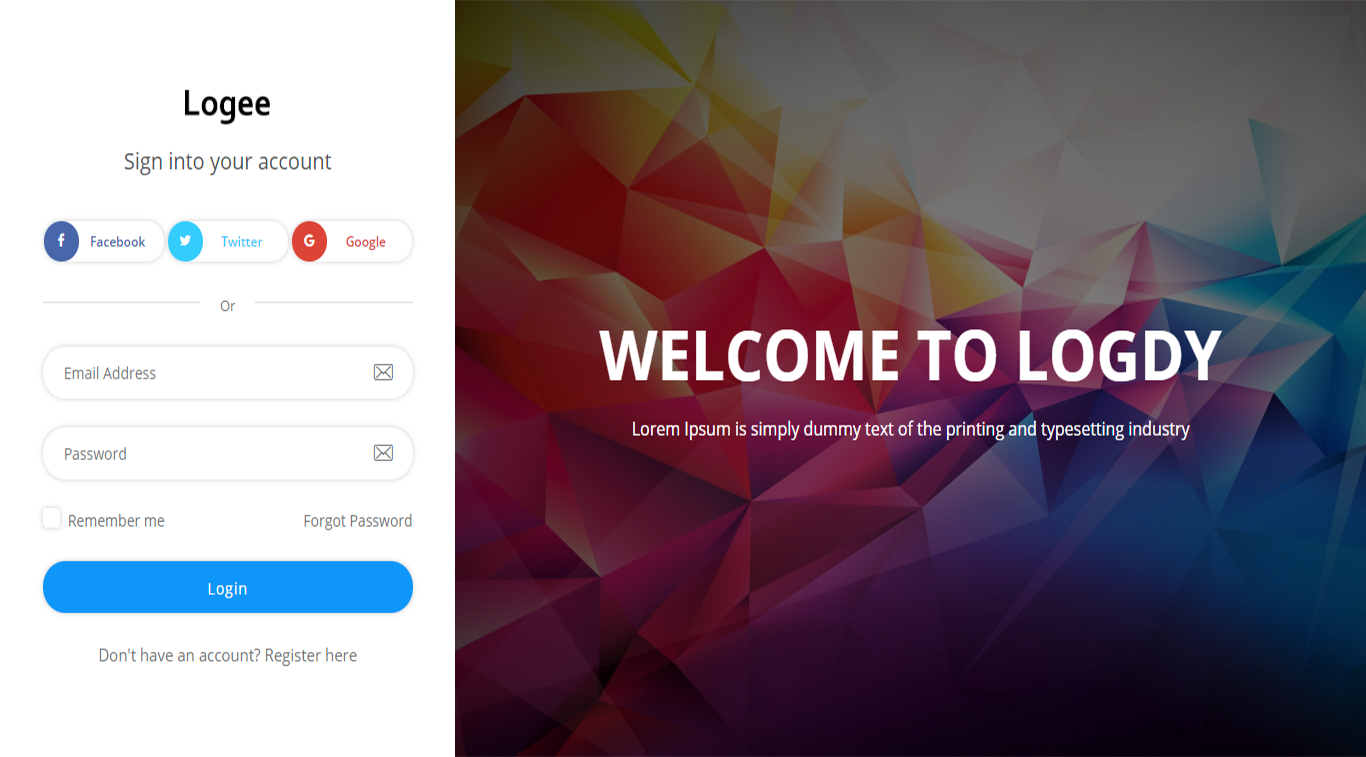 Logee
Sign into your account
Facebook
Twitter
Google
Or
Email Address
Password
Remember me
Forgot Password
Login
Don't have an account? Register here
WELCOME TO LOGDY
Lorem Ipsum is simply dummy text of the printing and typesetting industry